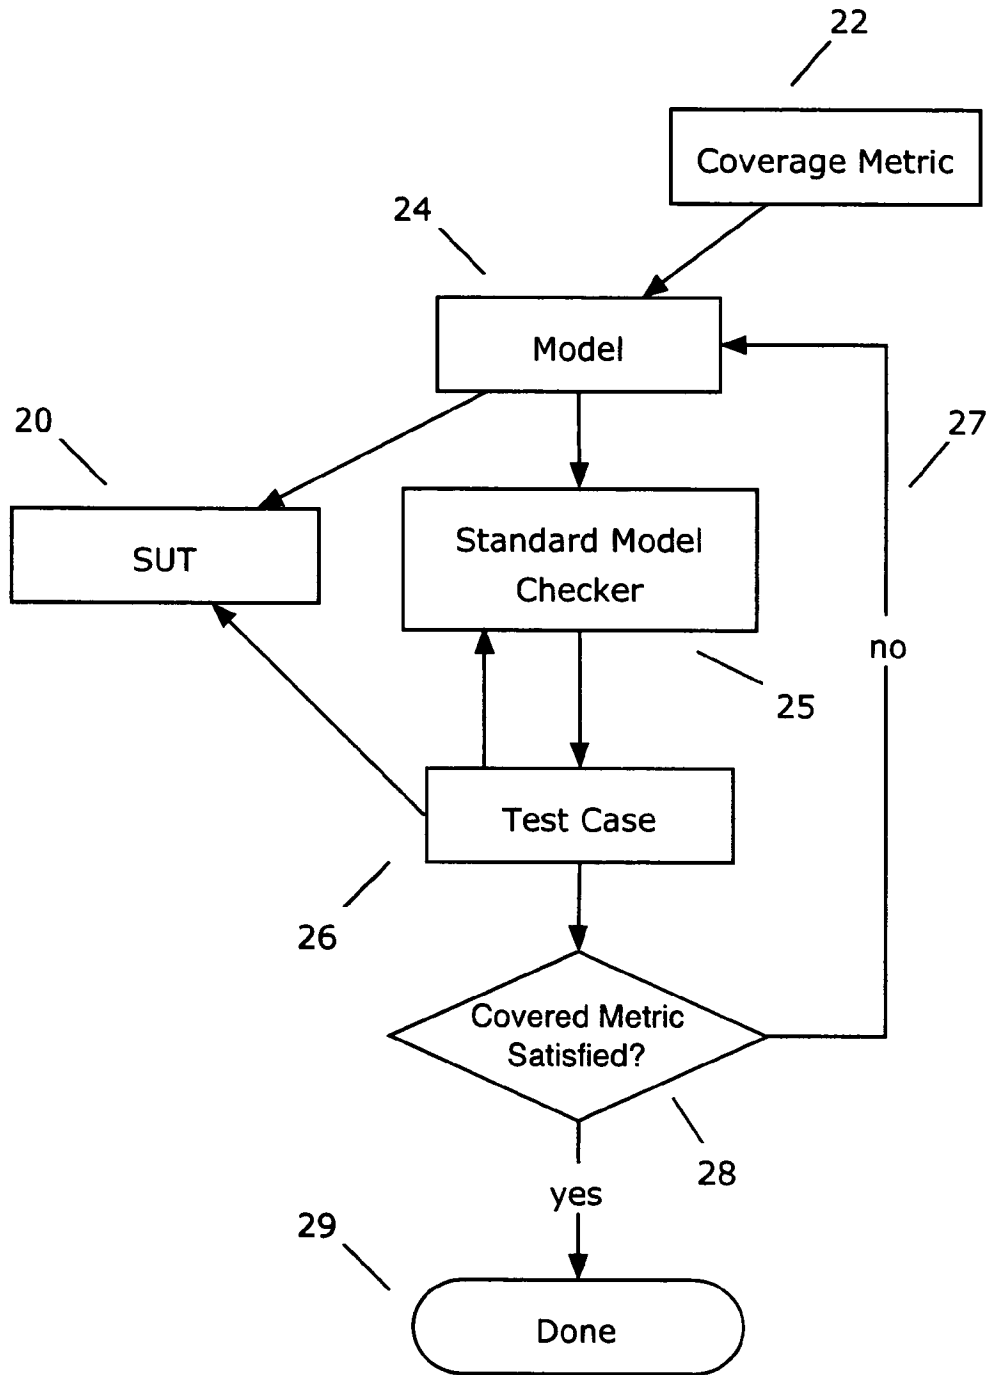 22
Coverage Metric
24
Model
20
27
SUT
Standard Model
Checker
no
25
Test Case
26
Covered Metric
Satisfied?
28
yes
29
Done